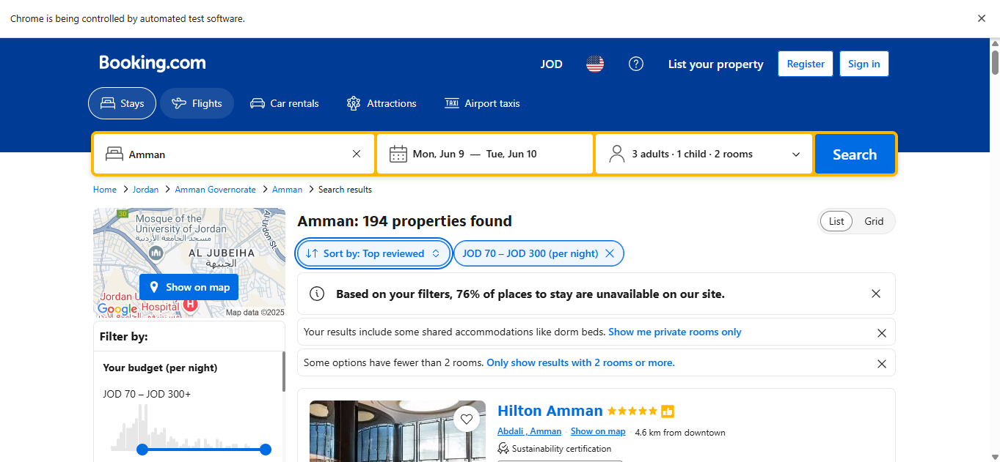 Chrome is being controlled by automated test software.
Booking.com
JOD
List your property
Register
Sign in
Stays
Flights
Car rentals
Attractions
TAXI
Airport taxis
Amman
Mon, Jun 9 — Tue, Jun 10
3 adults · 1 child · 2 rooms
Search
Home
Jordan
Amman Governorate
Amman
Search results
30
Mosque of the
University of Jordan
مسجد الجامعة الأردنية
Al-Urdon St.
AL JUBEIHA
الجبيهة
Show on map
Jordan U
Hospital
H
Google
Map data ©2025
Filter by:
Your budget (per night)
JOD 70 – JOD 300+
Amman: 194 properties found
List
Grid
Sort by: Top reviewed
JOD 70 – JOD 300 (per night)
Based on your filters, 76% of places to stay are unavailable on our site.
Your results include some shared accommodations like dorm beds. Show me private rooms only
Some options have fewer than 2 rooms. Only show results with 2 rooms or more.
Hilton Amman
Abdali , Amman
Show on map
4.6 km from downtown
Sustainability certification